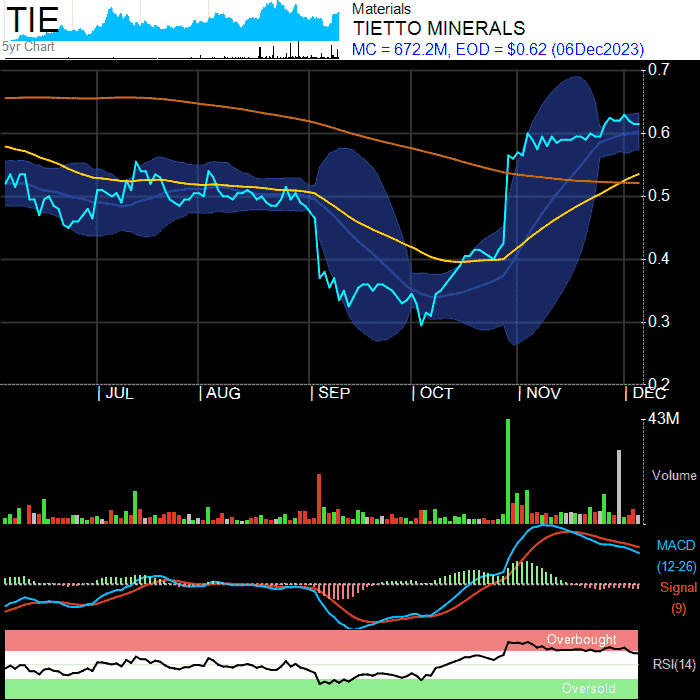 TIE
5yr Chart
Materials
TIETTO MINERALS
MC = 672.2M, EOD = $0.62 (06Dec2023)
0.7
0.6
0.5
0.4
0.3
0.2
| JUL | AUG | SEP | OCT | NOV | DEC
43M
Volume
MACD
(12-26)
Signal
(9)
Overbought
RSI(14)
Oversold